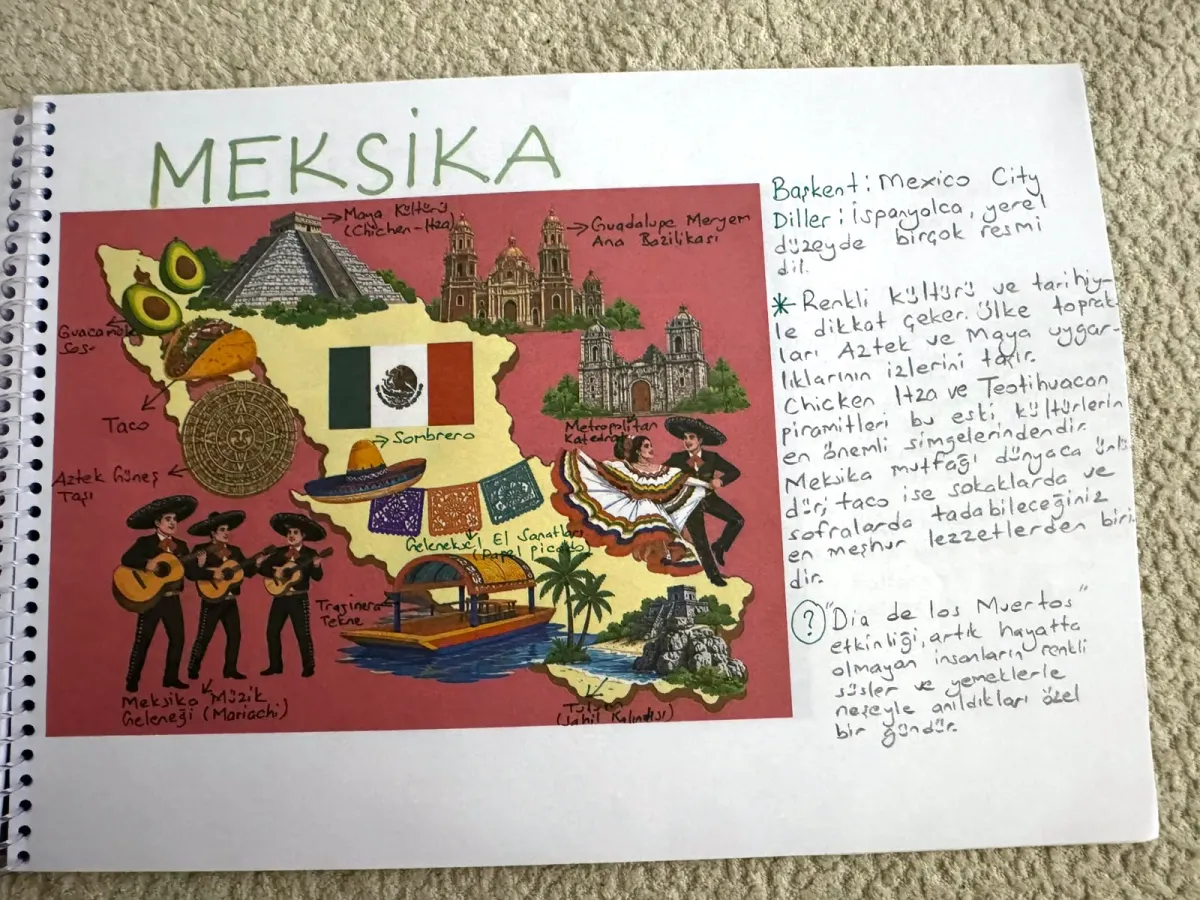 MEKSİKA
→ Maya Kültürü
(Chichen-Itza)
→ Guadalupe Meryem
Ana Bazilikası
Guacamole
Sos
Taco
Metropolitan
Katedrali
→ Sombrero
Aztek Güneş
Taşı
Geleneksel El Sanatları
(Papel picado)
Trajinera
Tekne
Meksika Müzik
Geleneği (Mariachi)
Tulum
(Sahil Kalıntısı)
Başkent: Mexico City
Diller: İspanyolca, yerel
düzeyde birçok resmi
dil.
* Renkli kültürü ve tarihiy-
le dikkat çeker. Ülke toprak-
ları Aztek ve Maya uygar-
lıklarının izlerini taşır.
Chicken Itza ve Teotihuacan
piramitleri bu eski kültürlerin
en önemli simgelerindendir.
Meksika mutfağı dünyaca ünlü-
dür; taco ise sokaklarda ve
sofralarda tadabileceğiniz
en meşhur lezzetlerden biri-
dir.
? "Dia de los Muertos"
etkinliği, artık hayatta
olmayan insanların renkli
süsler ve yemeklerle
neşeyle anıldıkları özel
bir gündür.